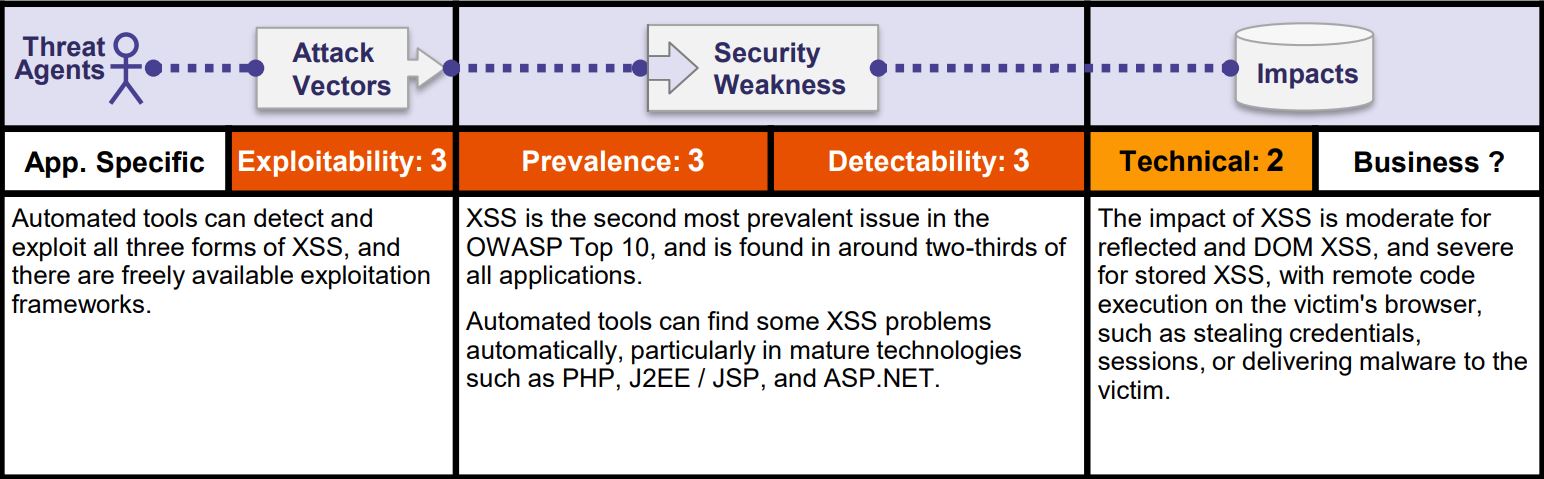 Threat
Agents
Attack
Vectors
Security
Weakness
Impacts
App. Specific
Exploitability: 3
Prevalence: 3
Detectability: 3
Technical: 2
Business ?
Automated tools can detect and
exploit all three forms of XSS, and
there are freely available exploitation
frameworks.
XSS is the second most prevalent issue in the
OWASP Top 10, and is found in around two-thirds of
all applications.
Automated tools can find some XSS problems
automatically, particularly in mature technologies
such as PHP, J2EE / JSP, and ASP.NET.
The impact of XSS is moderate for
reflected and DOM XSS, and severe
for stored XSS, with remote code
execution on the victim's browser,
such as stealing credentials,
sessions, or delivering malware to the
victim.